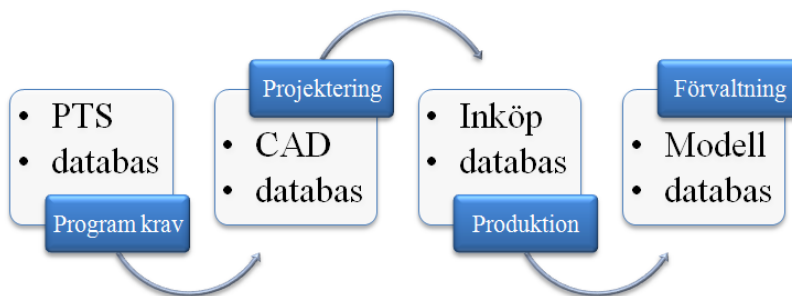 • PTS
• databas
Program krav
Projektering
• CAD
• databas
• Inköp
• databas
Produktion
Förvaltning
• Modell
• databas